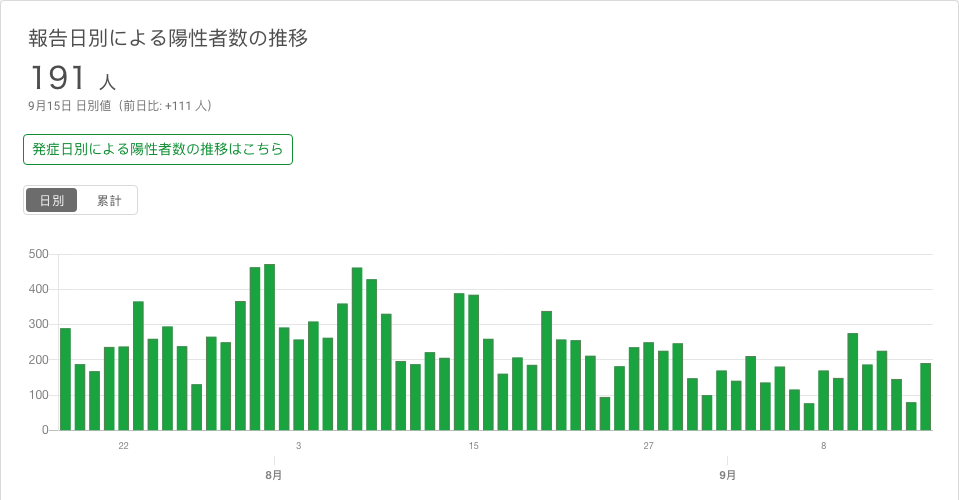 報告日別による陽性者数の推移
191 人
9月15日 日別値（前日比: +111 人）
発症日別による陽性者数の推移はこちら
日別 累計
500
400
300
200
100
0
22 3 15 27 8
8月 9月